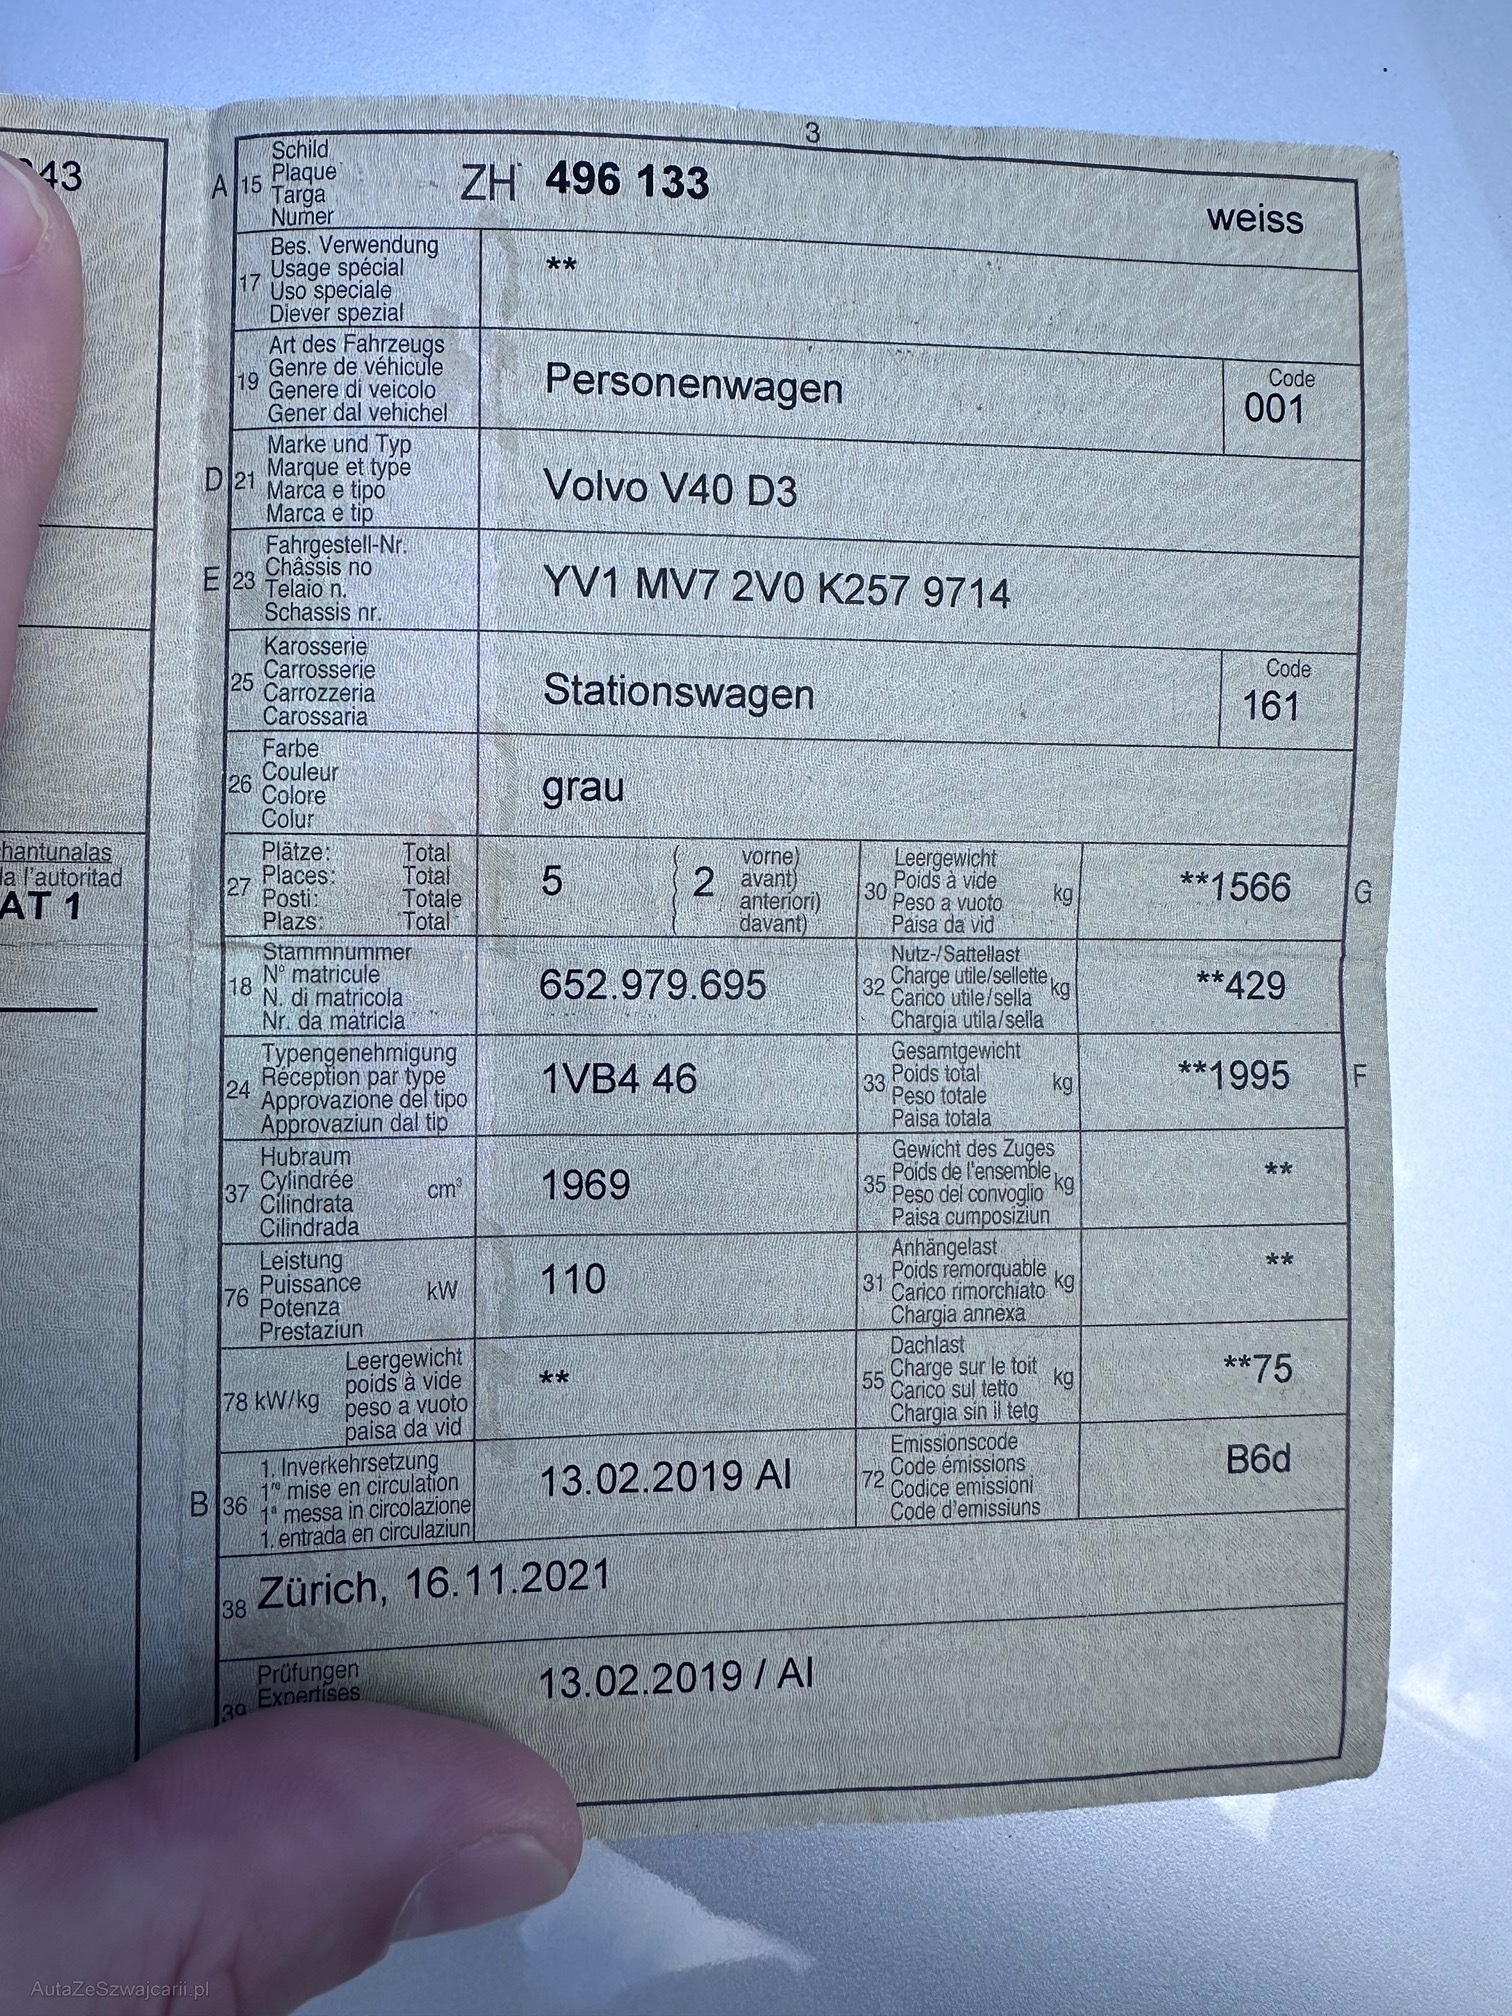 43
hantunalas
la l'autoritad
AT 1
3
A 15 Schild
Plaque
Targa
Numer
ZH 496 133
weiss
17 Bes. Verwendung
Usage spécial
Uso speciale
Diever spezial
**
19 Art des Fahrzeugs
Genre de véhicule
Genere di veicolo
Gener dal vehichel
Personenwagen
Code
001
D 21 Marke und Typ
Marque et type
Marca e tipo
Marca e tip
Volvo V40 D3
E 23 Fahrgestell-Nr.
Châssis no
Telaio n.
Schassis nr.
YV1 MV7 2V0 K257 9714
25 Karosserie
Carrosserie
Carrozzeria
Carossaria
Stationswagen
Code
161
26 Farbe
Couleur
Colore
Colur
grau
27 Plätze: Total
Places: Total
Posti: Totale
Plazs: Total
5 ( 2 vorne)
avant)
anteriori)
davant)
30 Leergewicht
Poids à vide
Peso a vuoto
Paisa da vid
kg
**1566
G
18 Stammnummer
N° matricule
N. di matricola
Nr. da matricla
652.979.695
32 Nutz-/Sattellast
Charge utile/sellette
Carico utile/sella
Chargia utila/sella
kg
**429
24 Typengenehmigung
Réception par type
Approvazione del tipo
Approvaziun dal tip
1VB4 46
33 Gesamtgewicht
Poids total
Peso totale
Paisa totala
kg
**1995
F
37 Hubraum
Cylindrée
Cilindrata
Cilindrada
cm³
1969
35 Gewicht des Zuges
Poids de l'ensemble
Peso del convoglio
Paisa cumposiziun
kg
**
76 Leistung
Puissance
Potenza
Prestaziun
kW
110
31 Anhängelast
Poids remorquable
Carico rimorchiato
Chargia annexa
kg
**
78 kW/kg Leergewicht
poids à vide
peso a vuoto
paisa da vid
**
55 Dachlast
Charge sur le toit
Carico sul tetto
Chargia sin il tetg
kg
**75
B 36 1. Inverkehrsetzung
1re mise en circulation
1a messa in circolazione
1. entrada en circulaziun
13.02.2019 AI
72 Emissionscode
Code émissions
Codice emissioni
Code d'emissiuns
B6d
38 Zürich, 16.11.2021
39 Prüfungen
Expertises
13.02.2019 / AI
AutaZeSzwajcarii.pl